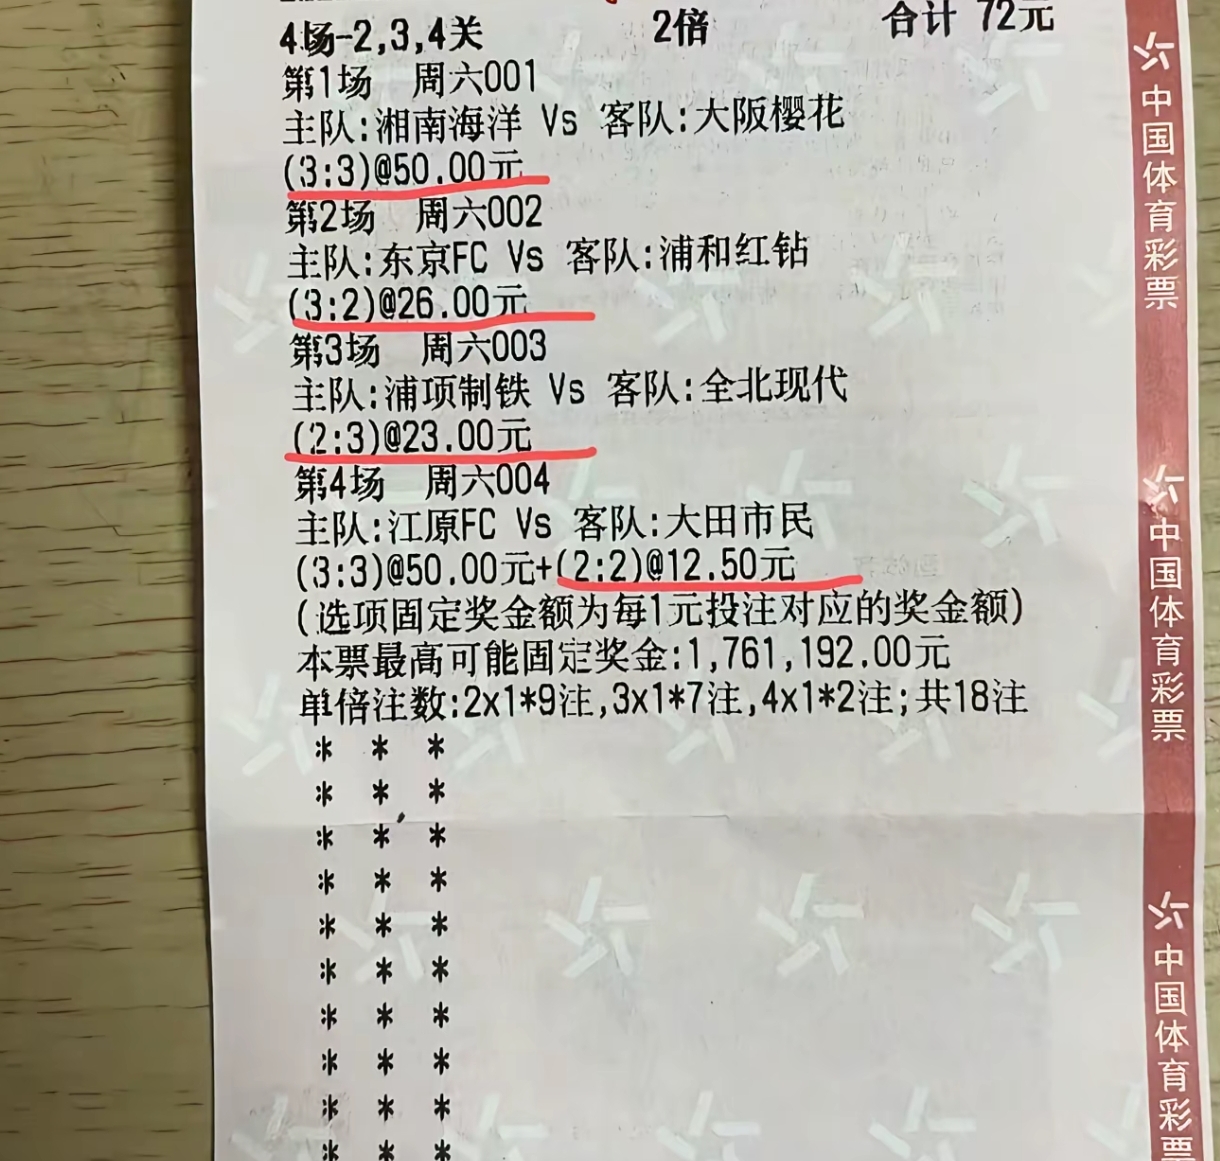 4场-2,3,4关 2倍 合计 72元
第1场 周六001
主队:湘南海洋 Vs 客队:大阪樱花
(3:3)@50.00元
第2场 周六002
主队:东京FC Vs 客队:浦和红钻
(3:2)@26.00元
第3场 周六003
主队:浦项制铁 Vs 客队:全北现代
(2:3)@23.00元
第4场 周六004
主队:江原FC Vs 客队:大田市民
(3:3)@50.00元+(2:2)@12.50元
(选项固定奖金额为每1元投注对应的奖金额)
本票最高可能固定奖金:1,761,192.00元
单倍注数:2x1*9注,3x1*7注,4x1*2注;共18注
* * *
* * *
* * *
* * *
* * *
* * *
* * *
* * *
* * *
* * *
中国体育彩票
中国体育彩票
中国体育彩票